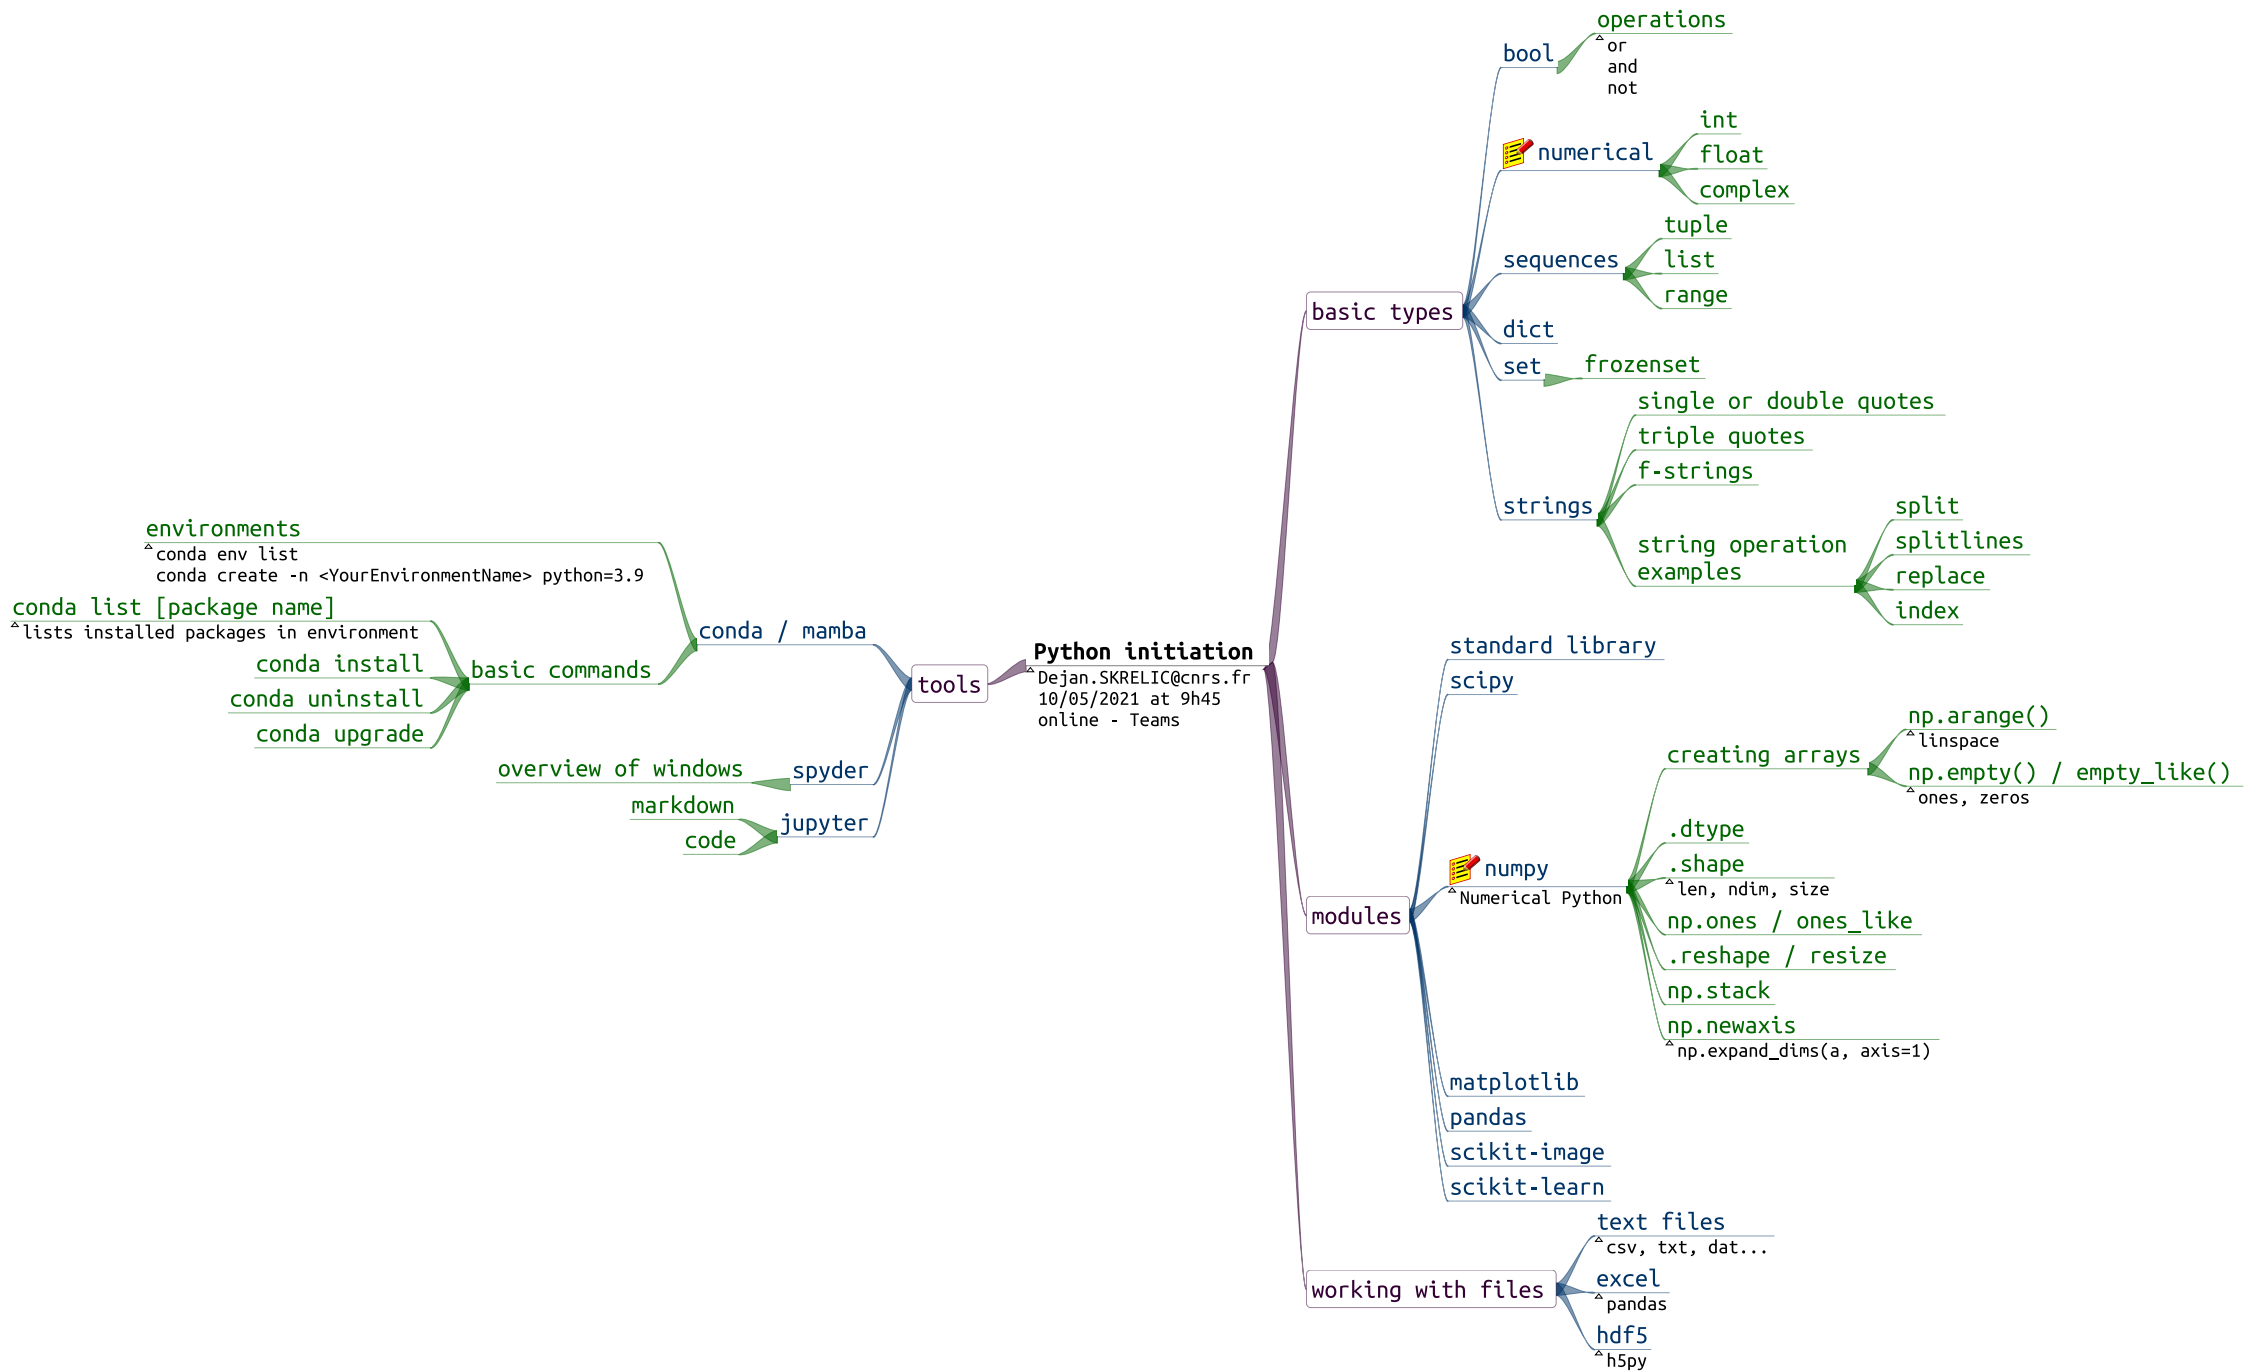 Python initiation
Dejan.SKRELIC@cnrs.fr
10/05/2021 at 9h45
online - Teams
tools
conda / mamba
environments
conda env list
conda create -n <YourEnvironmentName> python=3.9
basic commands
conda list [package name]
lists installed packages in environment
conda install
conda uninstall
conda upgrade
spyder
overview of windows
jupyter
markdown
code
basic types
bool
operations
or
and
not
numerical
int
float
complex
sequences
tuple
list
range
dict
set
frozenset
strings
single or double quotes
triple quotes
f-strings
string operation
examples
split
splitlines
replace
index
modules
standard library
scipy
numpy
Numerical Python
creating arrays
np.arange()
linspace
np.empty() / empty_like()
ones, zeros
.dtype
.shape
len, ndim, size
np.ones / ones_like
.reshape / resize
np.stack
np.newaxis
np.expand_dims(a, axis=1)
matplotlib
pandas
scikit-image
scikit-learn
working with files
text files
csv, txt, dat...
excel
pandas
hdf5
h5py